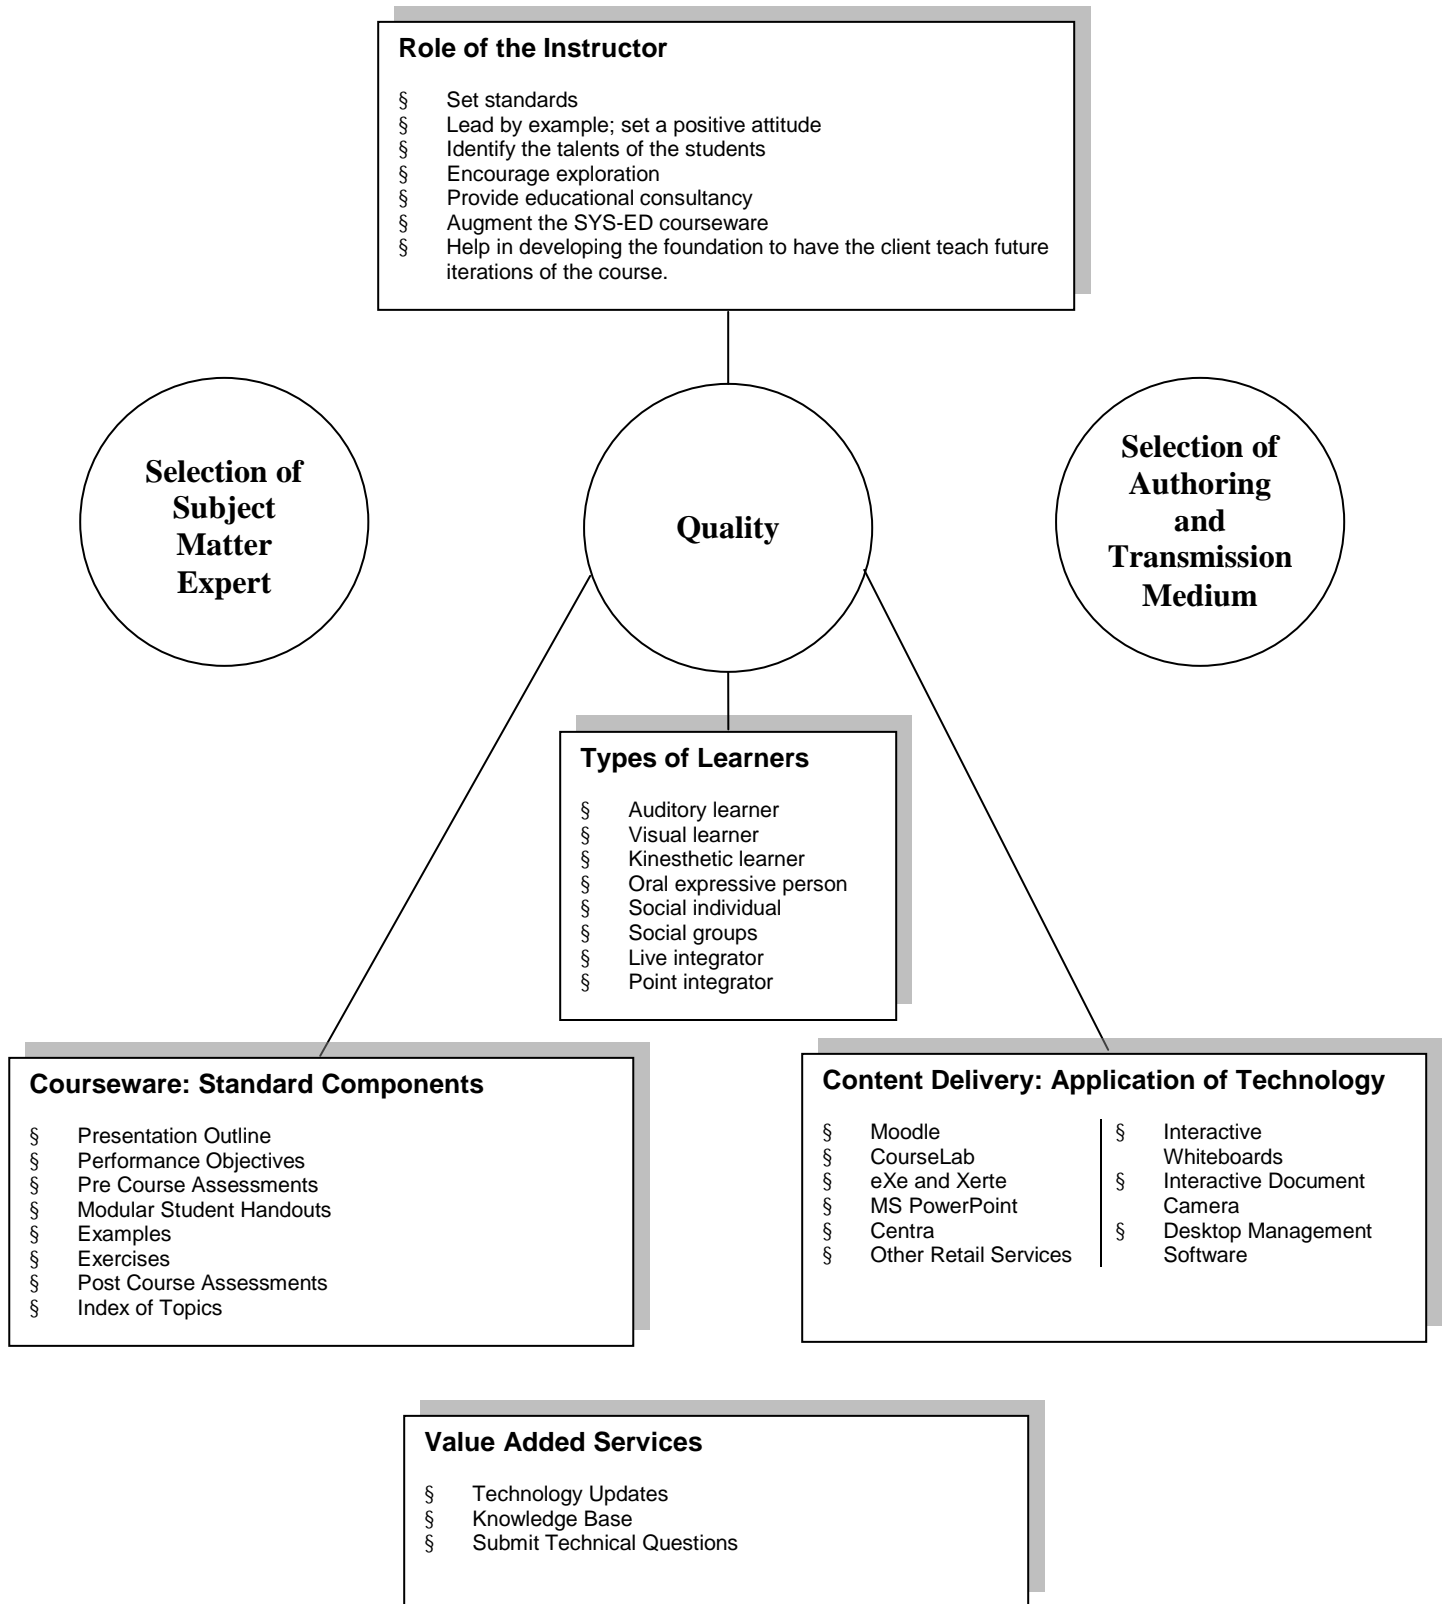 Role of the Instructor
§ Set standards
§ Lead by example; set a positive attitude
§ Identify the talents of the students
§ Encourage exploration
§ Provide educational consultancy
§ Augment the SYS-ED courseware
§ Help in developing the foundation to have the client teach future
iterations of the course.
Selection of
Subject
Matter
Expert
Quality
Selection of
Authoring
and
Transmission
Medium
Types of Learners
§ Auditory learner
§ Visual learner
§ Kinesthetic learner
§ Oral expressive person
§ Social individual
§ Social groups
§ Live integrator
§ Point integrator
Courseware: Standard Components
§ Presentation Outline
§ Performance Objectives
§ Pre Course Assessments
§ Modular Student Handouts
§ Examples
§ Exercises
§ Post Course Assessments
§ Index of Topics
Content Delivery: Application of Technology
§ Moodle
§ CourseLab
§ eXe and Xerte
§ MS PowerPoint
§ Centra
§ Other Retail Services
§ Interactive
Whiteboards
§ Interactive Document
Camera
§ Desktop Management
Software
Value Added Services
§ Technology Updates
§ Knowledge Base
§ Submit Technical Questions